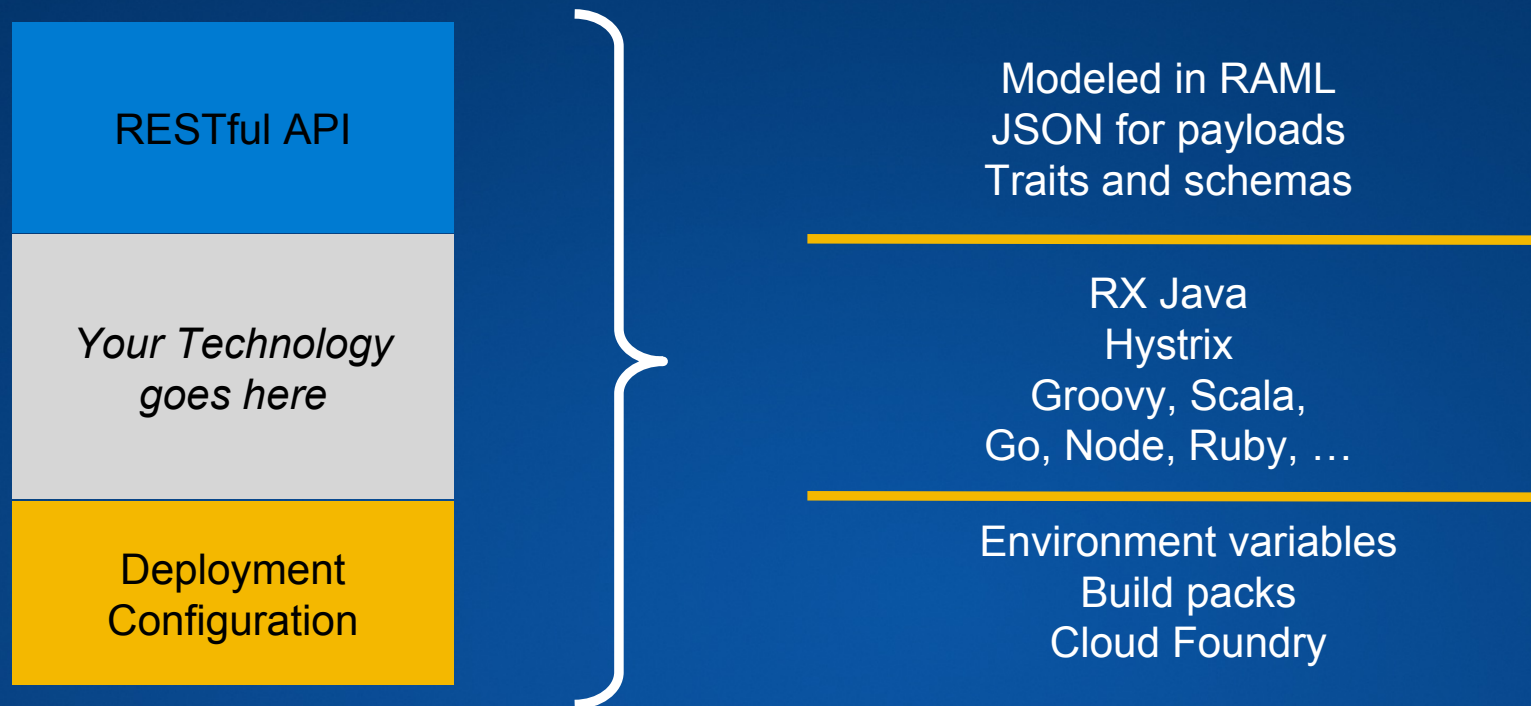 RESTful API
Your Technology
goes here
Deployment
Configuration
Modeled in RAML
JSON for payloads
Traits and schemas
RX Java
Hystrix
Groovy, Scala,
Go, Node, Ruby, …
Environment variables
Build packs
Cloud Foundry